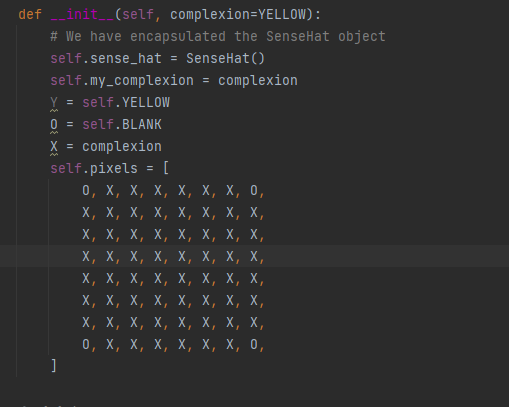 def __init__(self, complexion=YELLOW):
# We have encapsulated the SenseHat object
self.sense_hat = SenseHat()
self.my_complexion = complexion
Y = self.YELLOW
O = self.BLANK
X = complexion
self.pixels = [
O, X, X, X, X, X, X, O,
X, X, X, X, X, X, X, X,
X, X, X, X, X, X, X, X,
X, X, X, X, X, X, X, X,
X, X, X, X, X, X, X, X,
X, X, X, X, X, X, X, X,
X, X, X, X, X, X, X, X,
O, X, X, X, X, X, X, O,
]